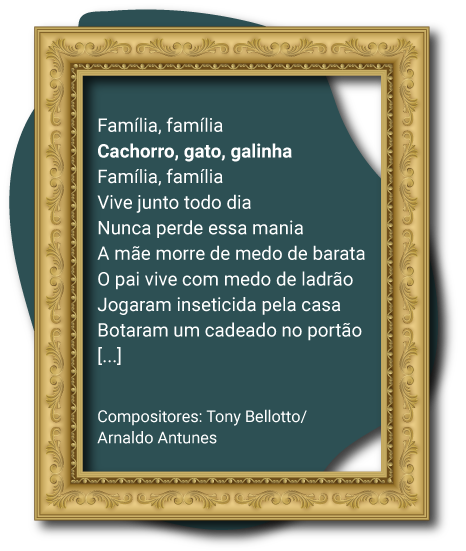 Família, família
Cachorro, gato, galinha
Família, família
Vive junto todo dia
Nunca perde essa mania
A mãe morre de medo de barata
O pai vive com medo de ladrão
Jogaram inseticida pela casa
Botaram um cadeado no portão
[...]
Compositores: Tony Bellotto/
Arnaldo Antunes